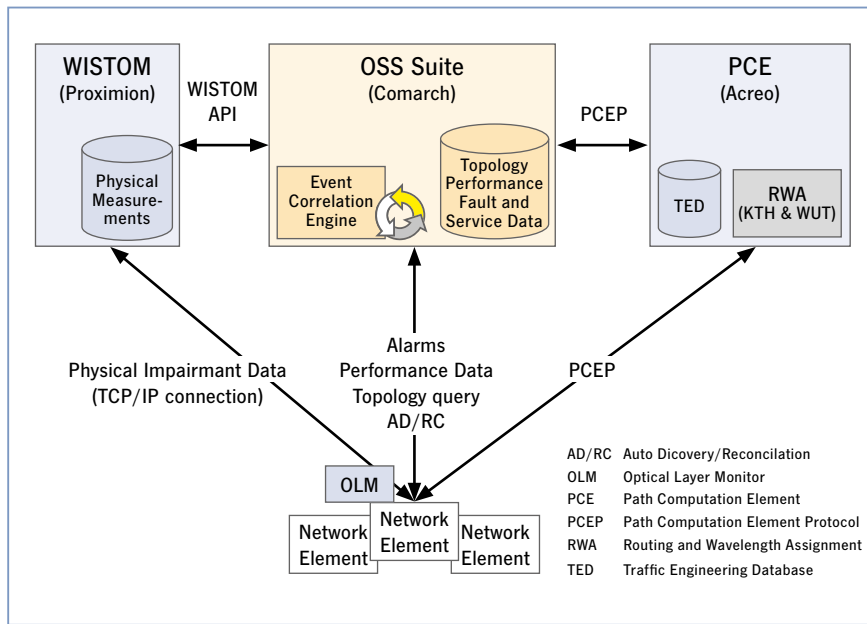 WISTOM
(Proximion)
WISTOM
API
OSS Suite
(Comarch)
PCEP
PCE
(Acreo)
Physical
Measure-
ments
Event
Correlation
Engine
Topology
Performance
Fault and
Service Data
TED
RWA
(KTH & WUT)
Physical Impairmant Data
(TCP/IP connection)
Alarms
Performance Data
Topology query
AD/RC
PCEP
OLM
Network
Element
Network
Element
Network
Element
AD/RC Auto Dicovery/Reconcilation
OLM Optical Layer Monitor
PCE Path Computation Element
PCEP Path Computation Element Protocol
RWA Routing and Wavelength Assignment
TED Traffic Engineering Database